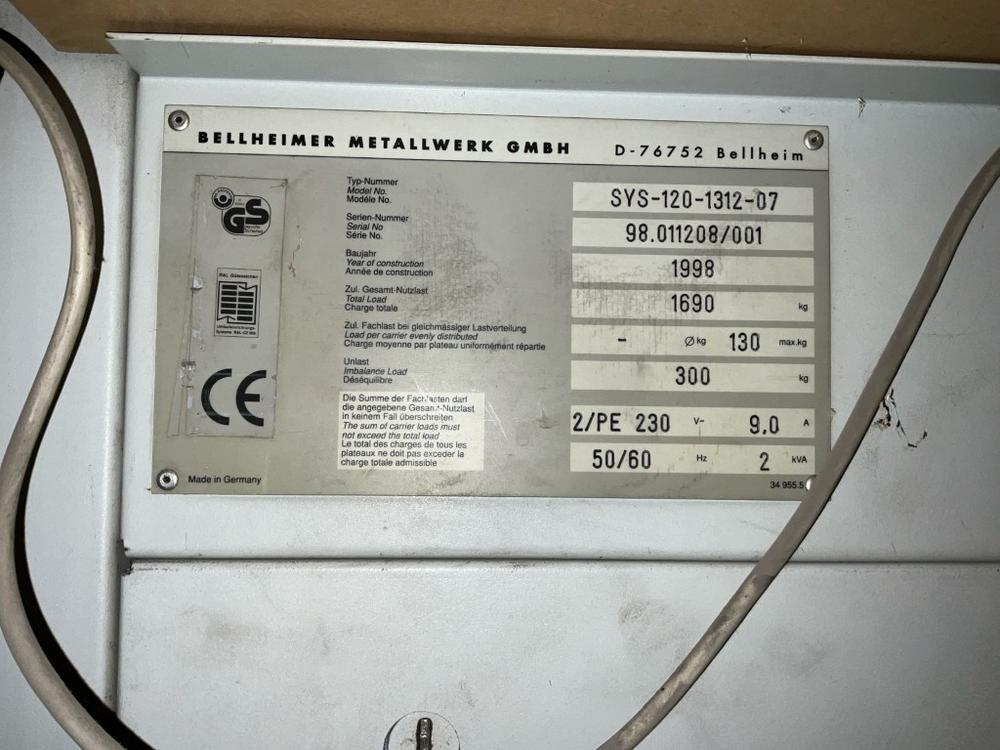 BELLHEIMER METALLWERK GMBH D-76752 Bellheim
GS
Typ-Nummer
Model No.
Modèle No.
SYS-120-1312-07
Serien-Nummer
Serial No
Série No.
98.011208/001
Baujahr
Year of construction
Année de construction
1998
Zul. Gesamt-Nutzlast
Total Load
Charge totale
1690 kg
Zul. Fachlast bei gleichmässiger Lastverteilung
Load per carrier evenly distributed
Charge moyenne par plateau uniformément répartie
- Ø kg 130 max.kg
Unlast
Imbalance Load
Déséquilibre
300 kg
RAL Gütezeichen
CE
Die Summe der Fachlasten darf
die angegebene Gesamt-Nutzlast
in keinem Fall überschreiten
The sum of carrier loads must
not exceed the total load
Le total des charges de tous les
plateaux ne doit pas exceder la
charge totale admissible
2/PE 230 V~ 9.0 A
50/60 Hz 2 kVA
Made in Germany
34 955.5